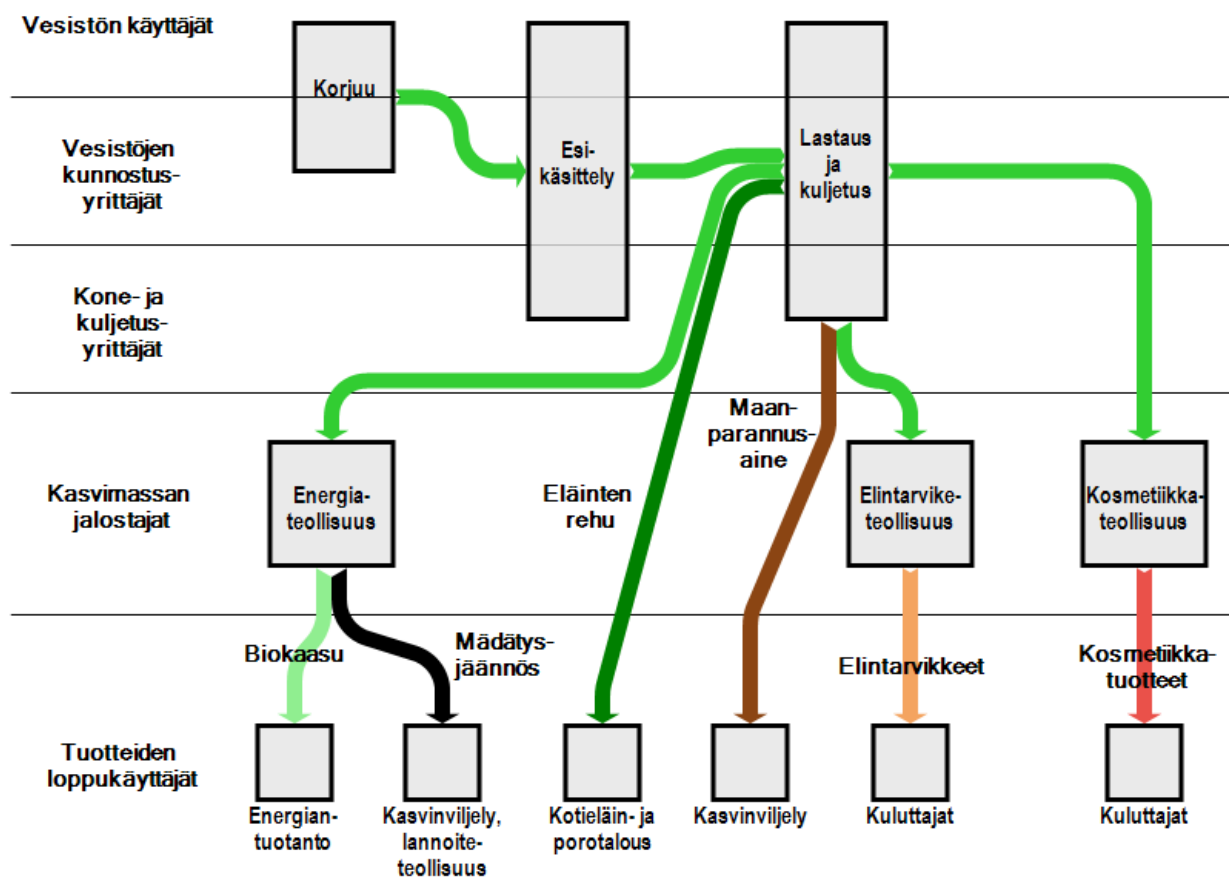 Vesistön käyttäjät
Korjuu
Esi-
käsittely
Lastaus
ja
kuljetus
Vesistöjen
kunnostus-
yrittäjät
Kone- ja
kuljetus-
yrittäjät
Maan-
parannus-
aine
Kasvimassan
jalostajat
Energia-
teollisuus
Eläinten
rehu
Elintarvike-
teollisuus
Kosmetiikka-
teollisuus
Biokaasu
Mädätys-
jäännös
Elintarvikkeet
Kosmetiikka-
tuotteet
Tuotteiden
loppukäyttäjät
Energian-
tuotanto
Kasvinviljely,
lannoite-
teollisuus
Kotieläin- ja
porotalous
Kasvinviljely
Kuluttajat
Kuluttajat